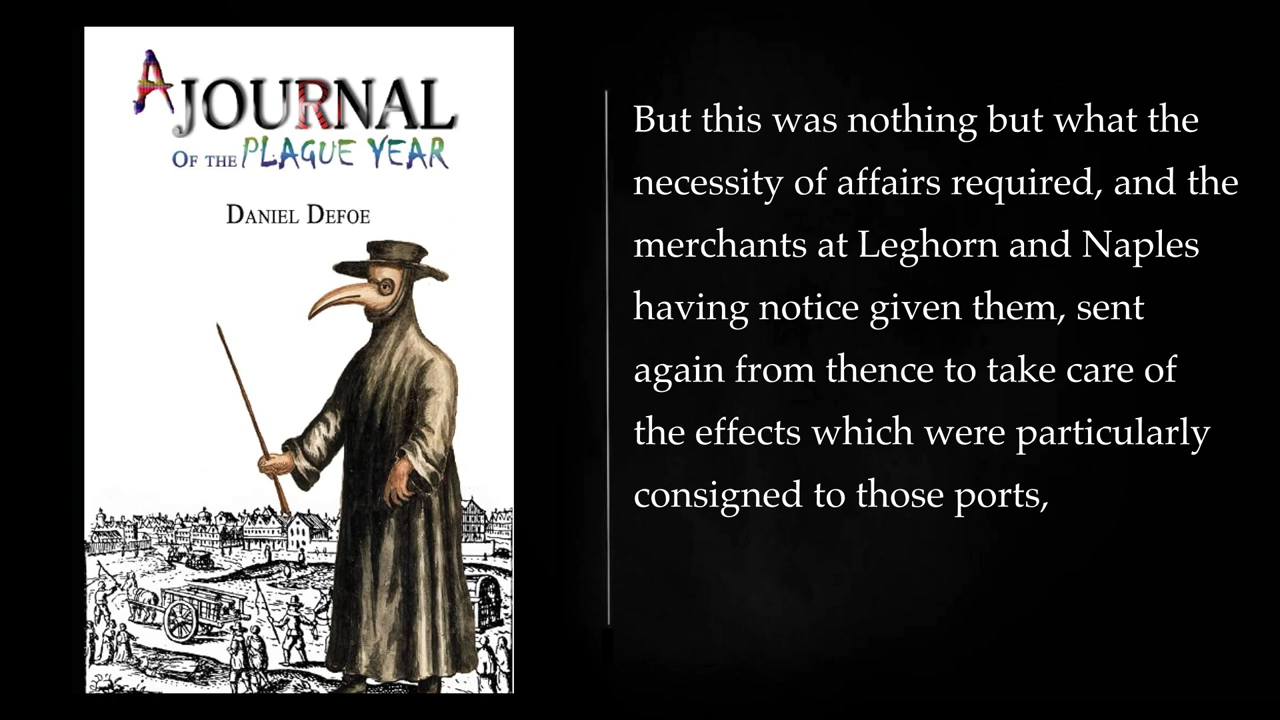 A JOURNAL
OF THE PLAGUE YEAR
DANIEL DEFOE
But this was nothing but what the
necessity of affairs required, and the
merchants at Leghorn and Naples
having notice given them, sent
again from thence to take care of
the effects which were particularly
consigned to those ports,